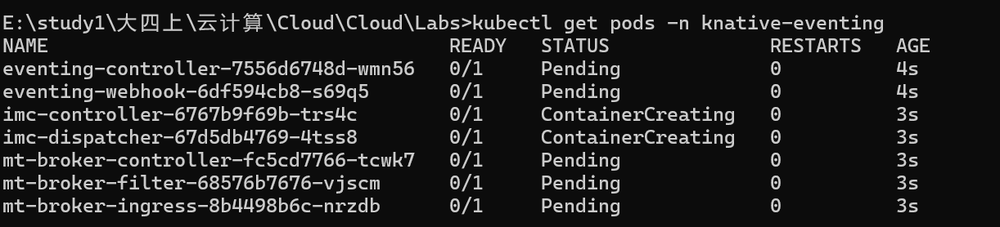 E:\study1\大四上\云计算\Cloud\Cloud\Labs>kubectl get pods -n knative-eventing
NAME READY STATUS RESTARTS AGE
eventing-controller-7556d6748d-wmn56 0/1 Pending 0 4s
eventing-webhook-6df594cb8-s69q5 0/1 Pending 0 4s
imc-controller-6767b9f69b-trs4c 0/1 ContainerCreating 0 3s
imc-dispatcher-67d5db4769-4tss8 0/1 ContainerCreating 0 3s
mt-broker-controller-fc5cd7766-tcwk7 0/1 Pending 0 3s
mt-broker-filter-68576b7676-vjscm 0/1 Pending 0 3s
mt-broker-ingress-8b4498b6c-nrzdb 0/1 Pending 0 3s